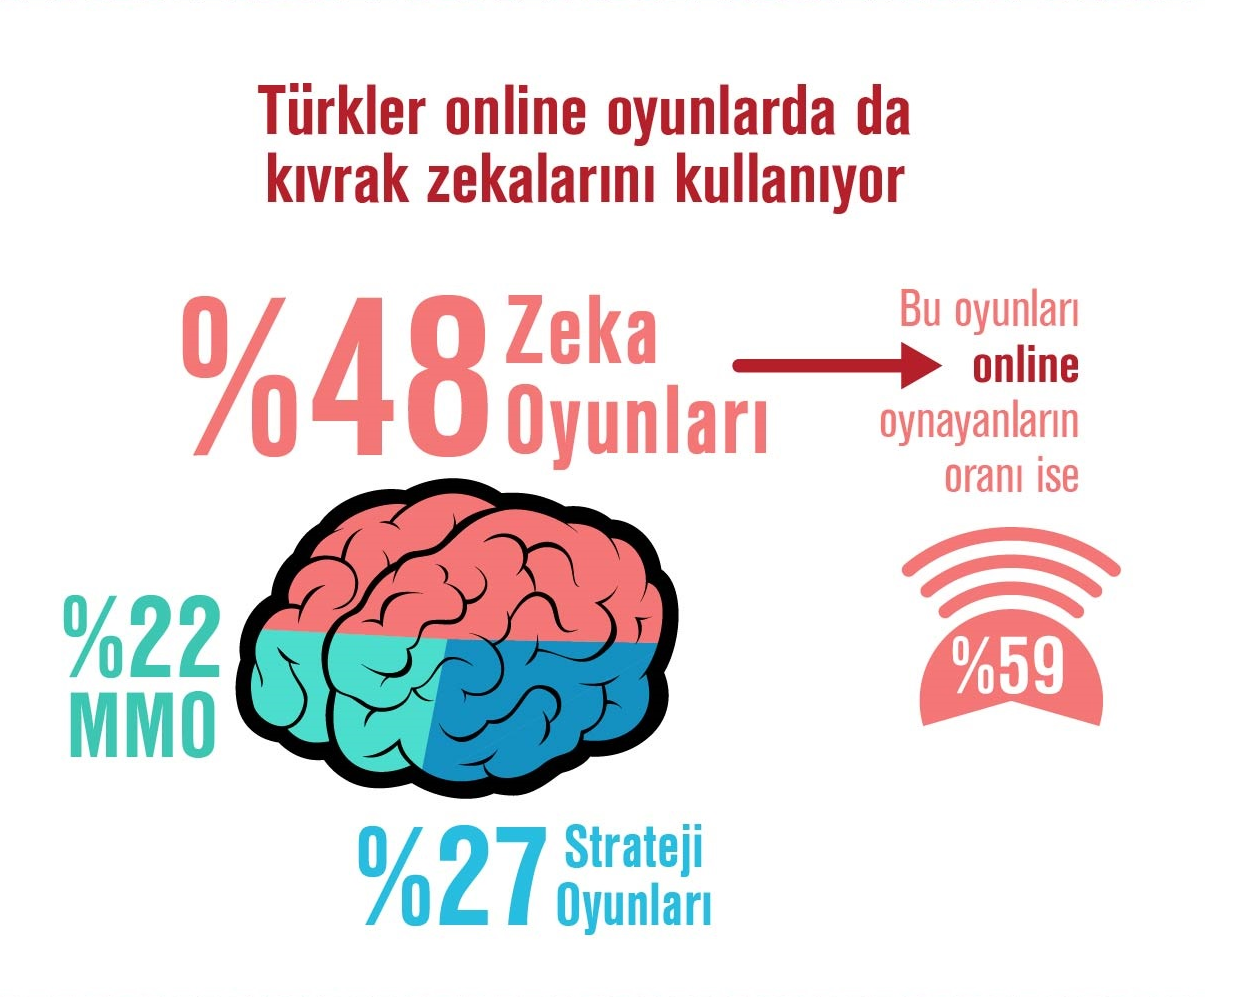 Türkler online oyunlarda da
kıvrak zekalarını kullanıyor
%48 Zeka
Oyunları
Bu oyunları
online
oynayanların
oranı ise
%59
%22
MMO
%27 Strateji
Oyunları